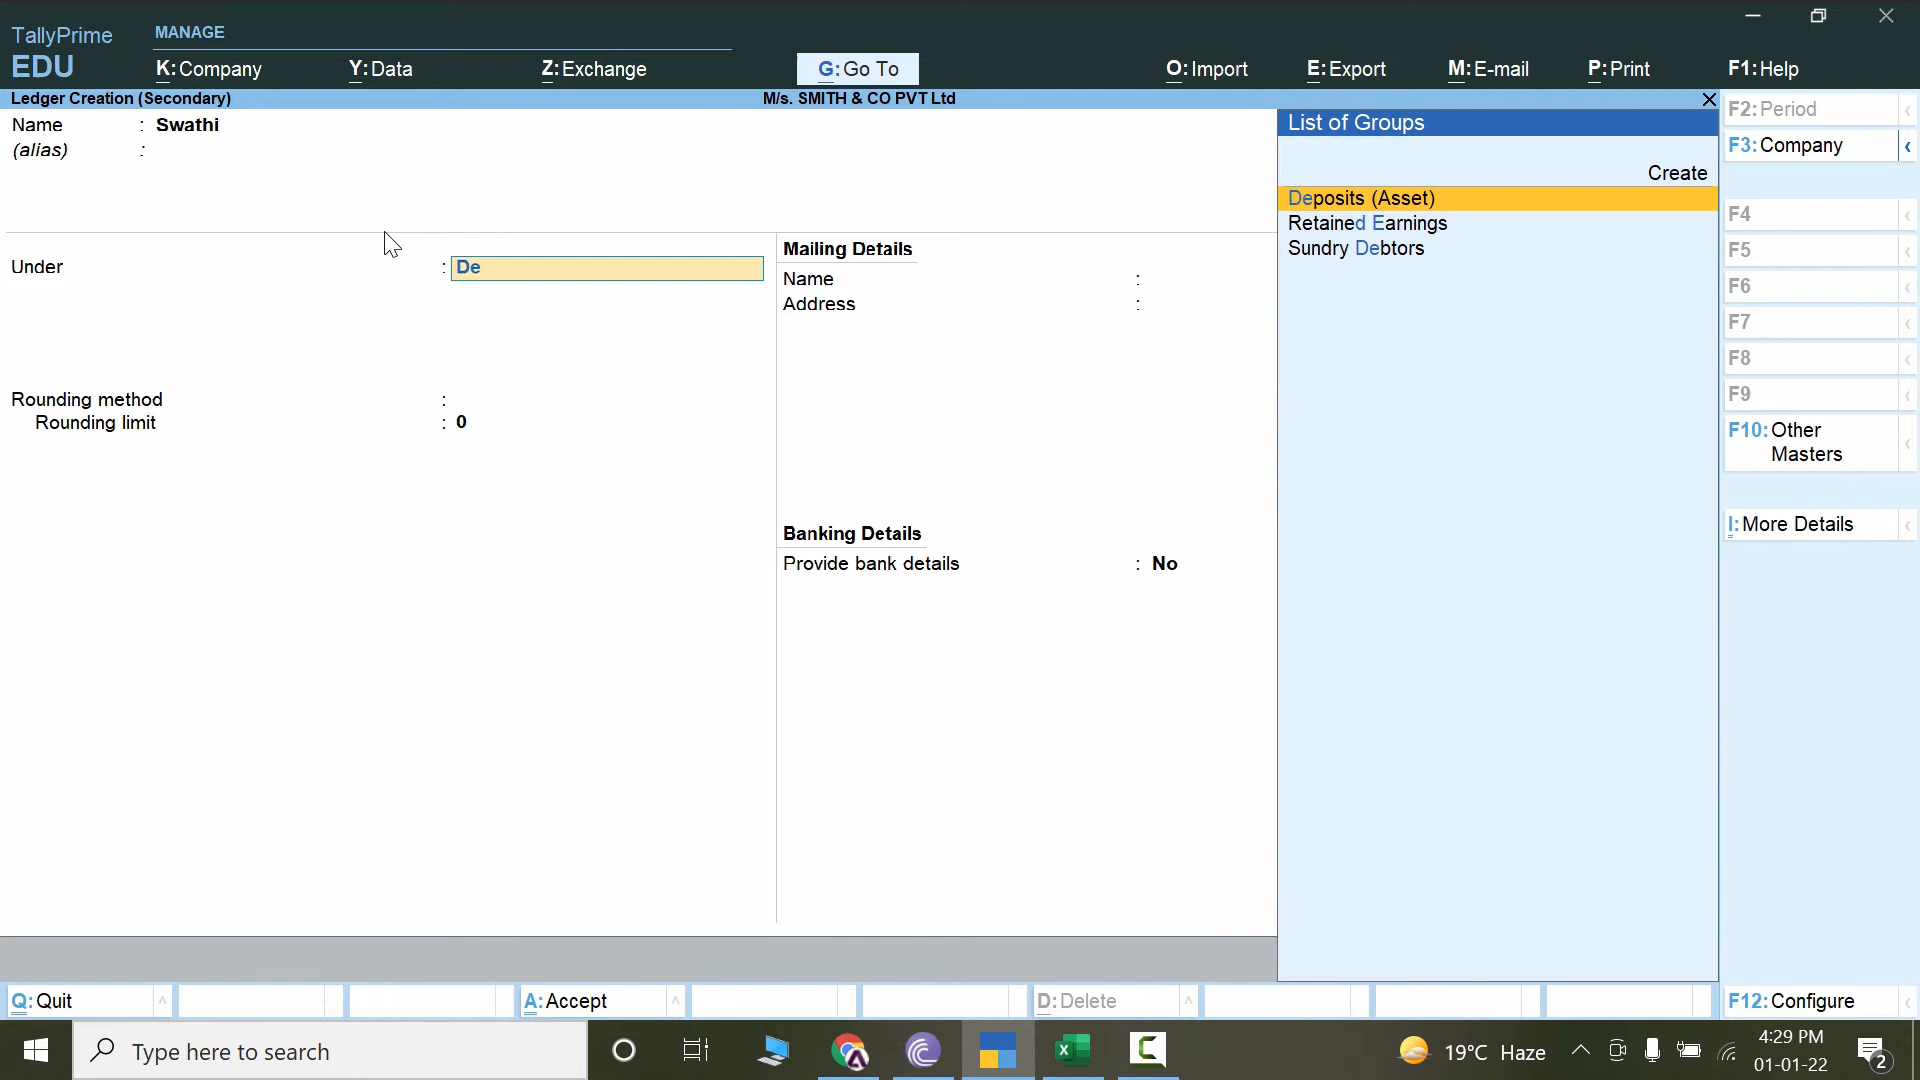 TallyPrime
EDU
MANAGE
K:Company
Y:Data
Z:Exchange
G:Go To
O:Import
E:Export
M:E-mail
P:Print
F1:Help
Ledger Creation (Secondary)
M/s. SMITH & CO PVT Ltd
Name : Swathi
(alias) :
Under : De
Rounding method :
Rounding limit : 0
Mailing Details
Name :
Address :
Banking Details
Provide bank details : No
List of Groups
Create
Deposits (Asset)
Retained Earnings
Sundry Debtors
F2:Period
F3:Company
F4
F5
F6
F7
F8
F9
F10:Other
Masters
I:More Details
F12:Configure
Q:Quit
A:Accept
D:Delete
Type here to search
19°C Haze
4:29 PM
01-01-22
2